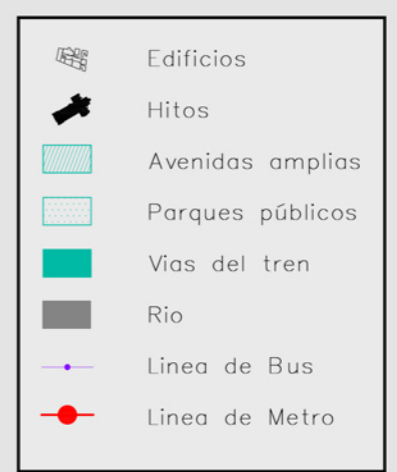 Edificios
Hitos
Avenidas amplias
Parques públicos
Vias del tren
Rio
Linea de Bus
Linea de Metro